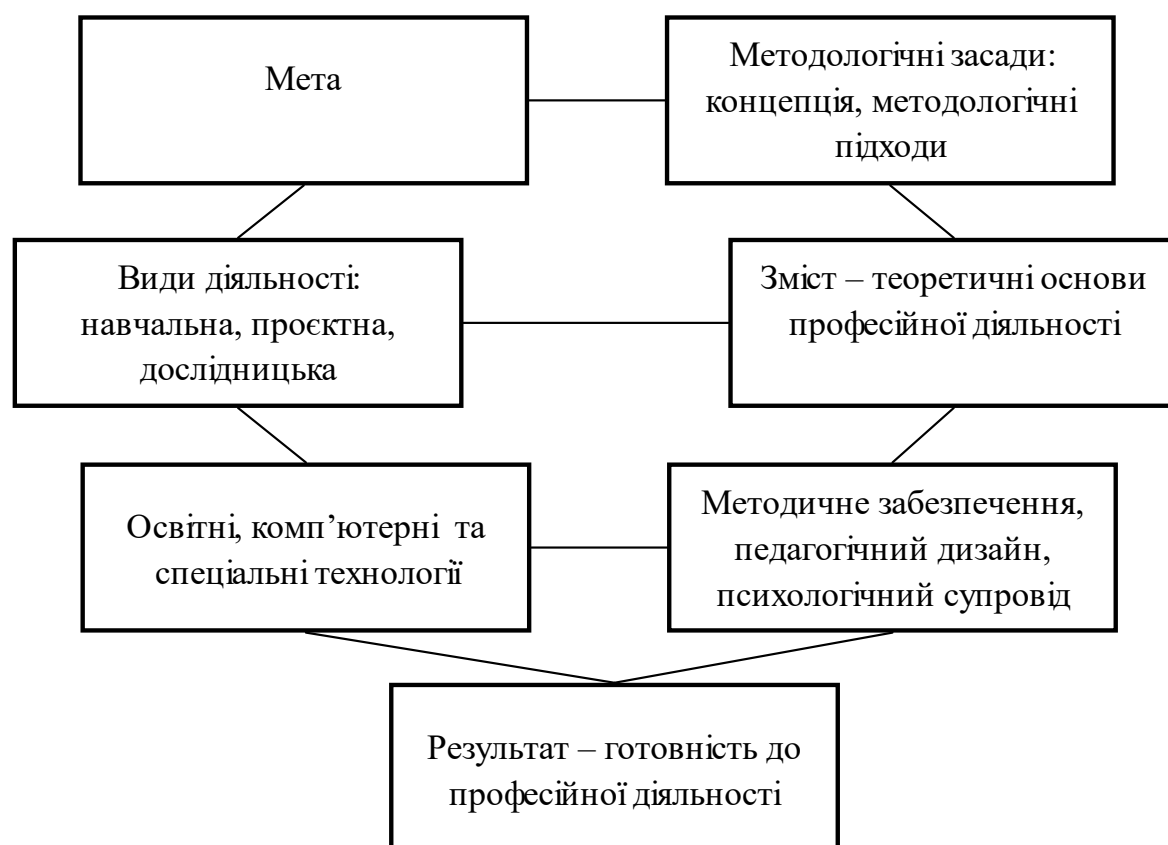 Мета
Методологічні засади:
концепція, методологічні
підходи
Види діяльності:
навчальна, проєктна,
дослідницька
Зміст – теоретичні основи
професійної діяльності
Освітні, комп’ютерні та
спеціальні технології
Методичне забезпечення,
педагогічний дизайн,
психологічний супровід
Результат – готовність до
професійної діяльності